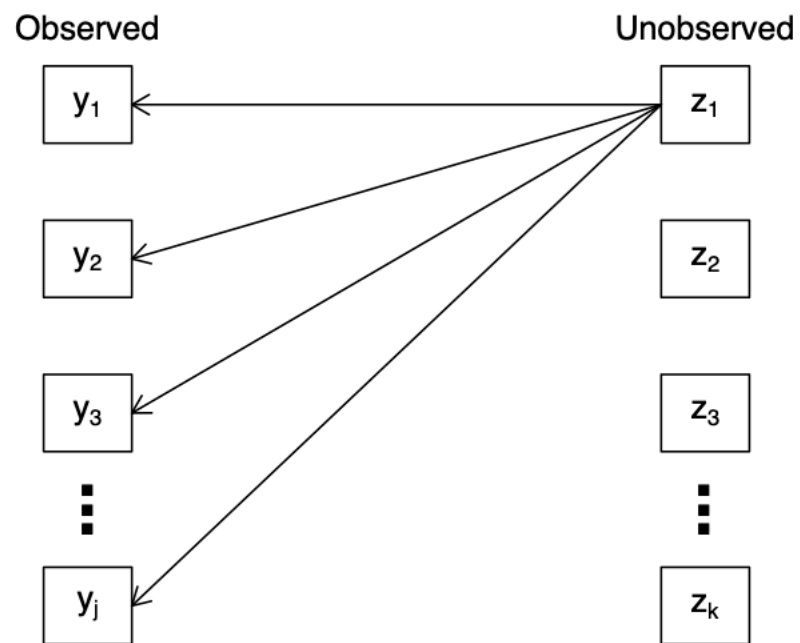 Observed Unobserved
y₁ z₁
y₂ z₂
y₃ z₃
yⱼ zₖ